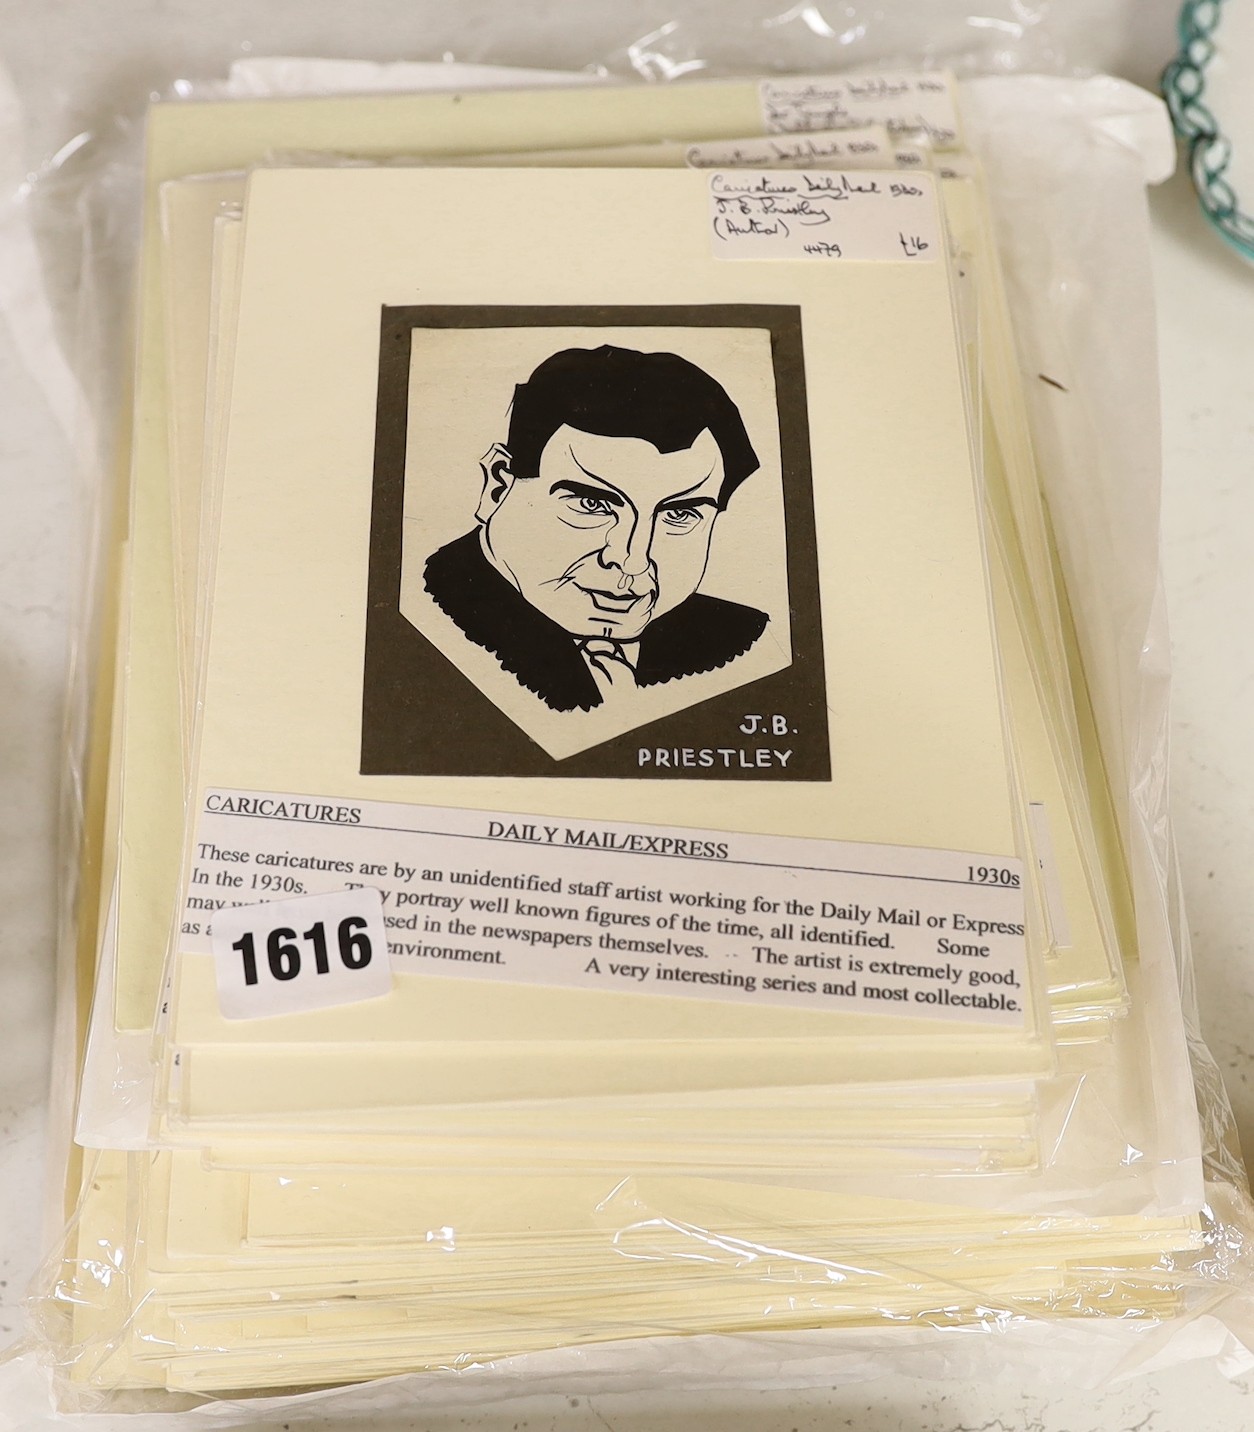 Caricatures Daily Mail 1930s
J. B. Priestley
(Author)
4479 £16
J.B.
PRIESTLEY
CARICATURES DAILY MAIL/EXPRESS 1930s
These caricatures are by an unidentified staff artist working for the Daily Mail or Express
In the 1930s. portray well known figures of the time, all identified. Some
may used in the newspapers themselves. .. The artist is extremely good,
as environment. A very interesting series and most collectable.
1616